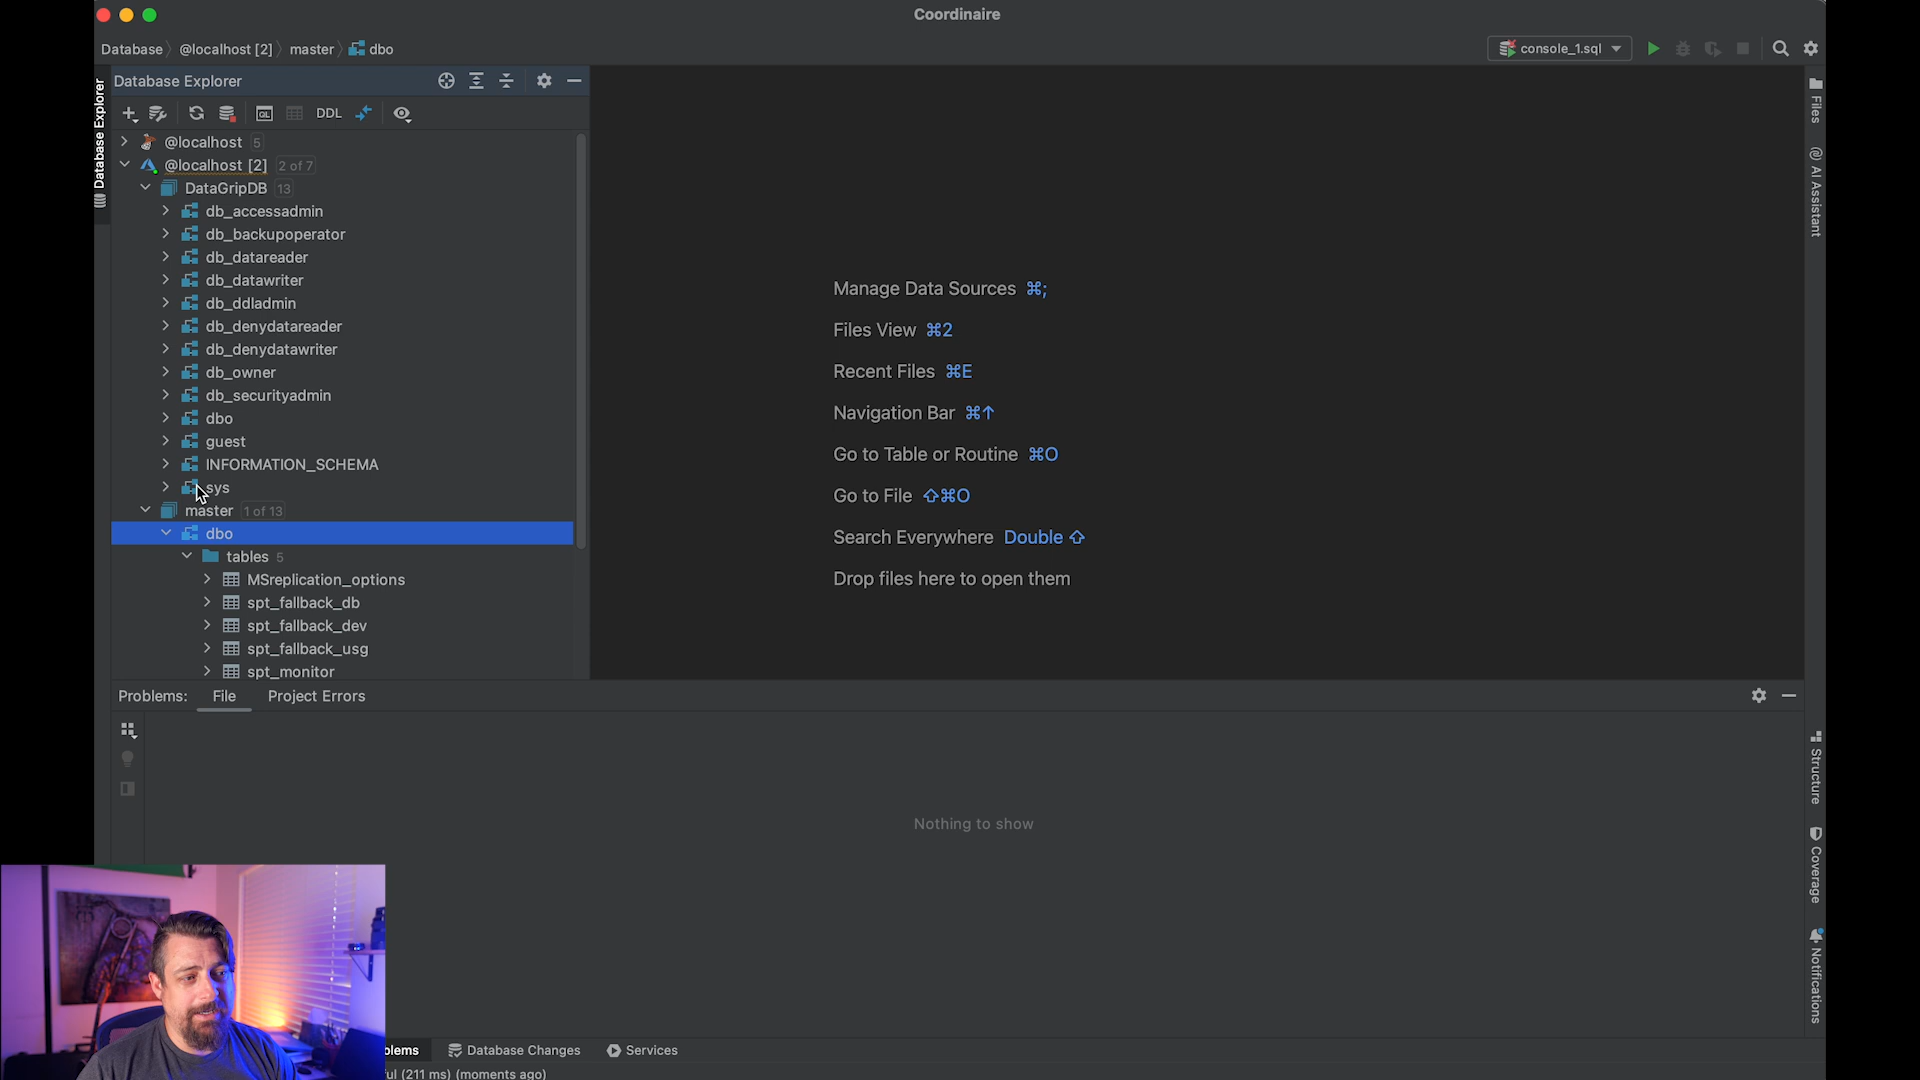 Coordinaire
Database @localhost [2] master dbo
console_1.sql
Database Explorer
Database Explorer
DDL
@localhost 5
@localhost [2] 2 of 7
DataGripDB 13
db_accessadmin
db_backupoperator
db_datareader
db_datawriter
db_ddladmin
db_denydatareader
db_denydatawriter
db_owner
db_securityadmin
dbo
guest
INFORMATION_SCHEMA
sys
master 1 of 13
dbo
tables 5
MSreplication_options
spt_fallback_db
spt_fallback_dev
spt_fallback_usg
spt_monitor
Manage Data Sources ⌘;
Files View ⌘2
Recent Files ⌘E
Navigation Bar ⌘↑
Go to Table or Routine ⌘O
Go to File ⇧⌘O
Search Everywhere Double ⇧
Drop files here to open them
Files
AI Assistant
Structure
Coverage
Notifications
Problems: File Project Errors
Nothing to show
blems Database Changes Services
ful (211 ms) (moments ago)